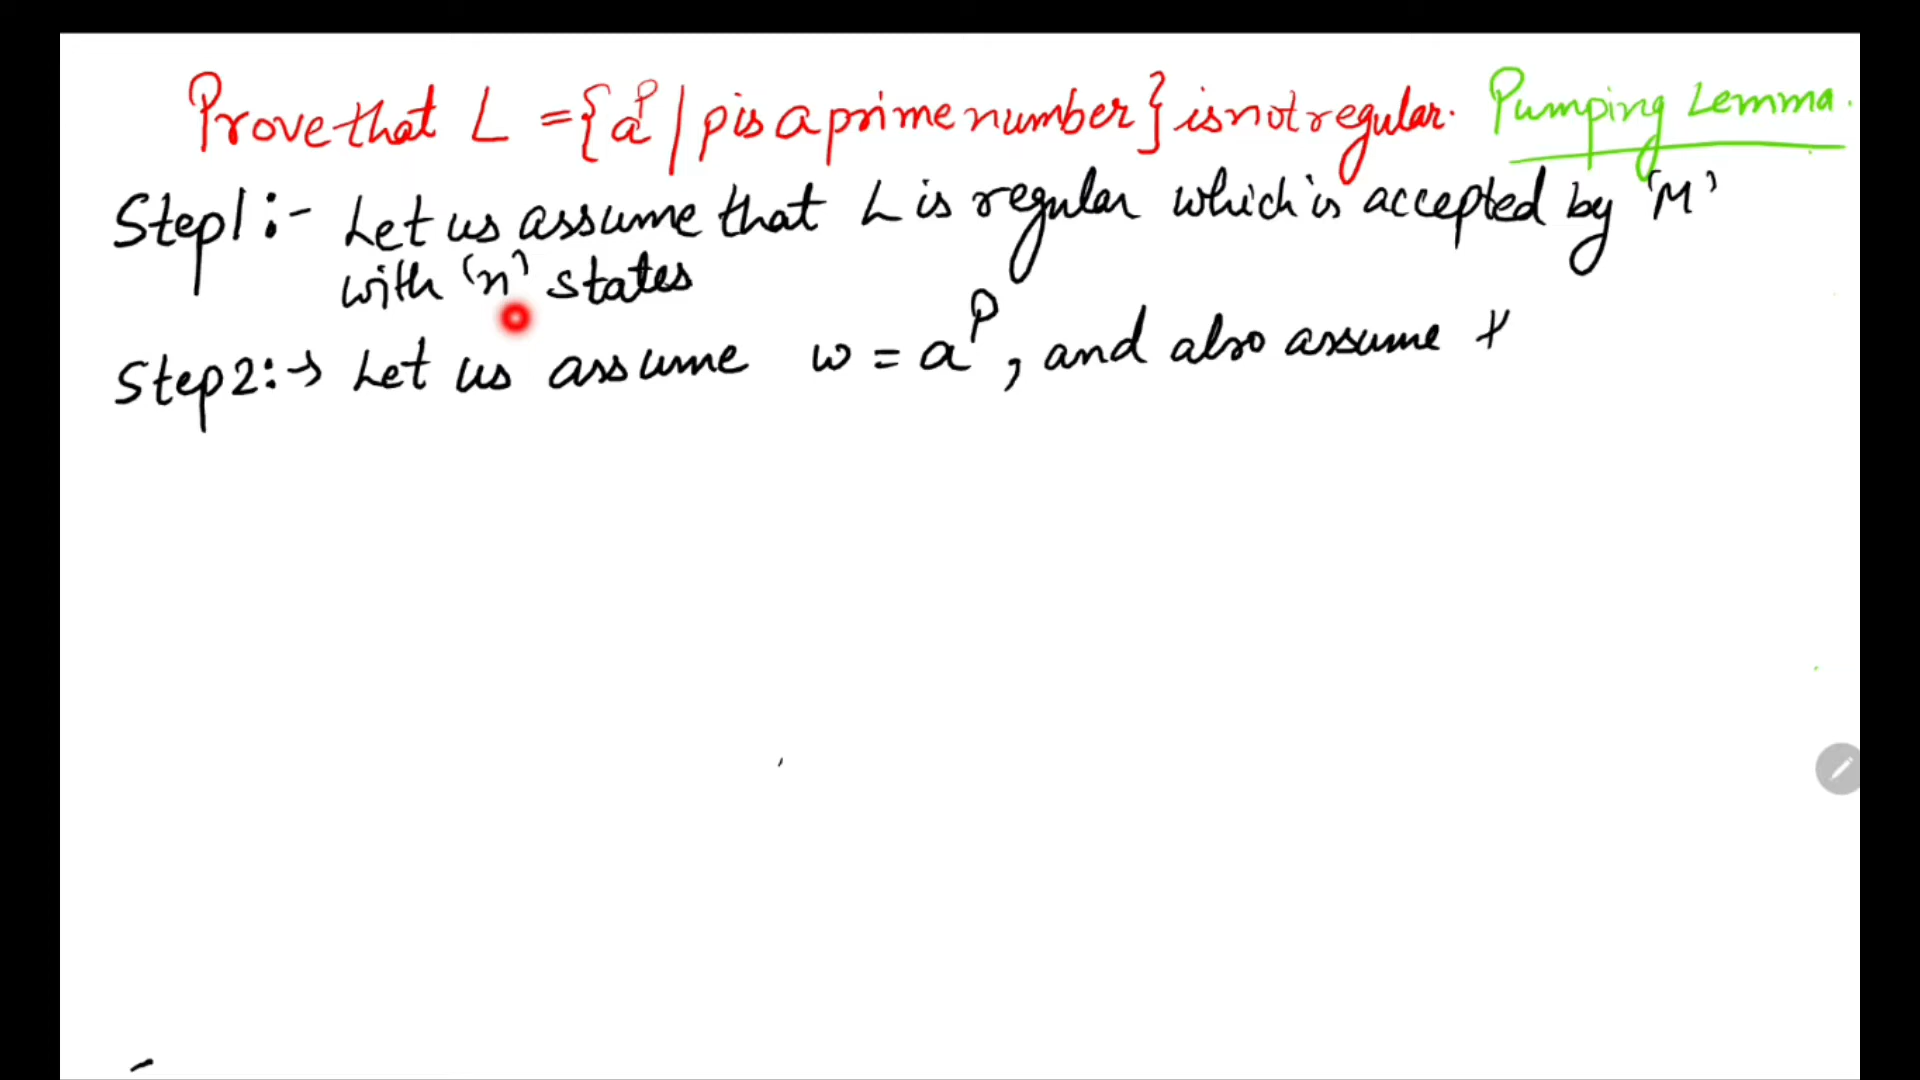 Prove that L = {a^p | p is a prime number} is not regular. Pumping Lemma.
Step1:- Let us assume that L is regular which is accepted by 'M'
with 'n' states
Step2:→ Let us assume w = a^p, and also assume